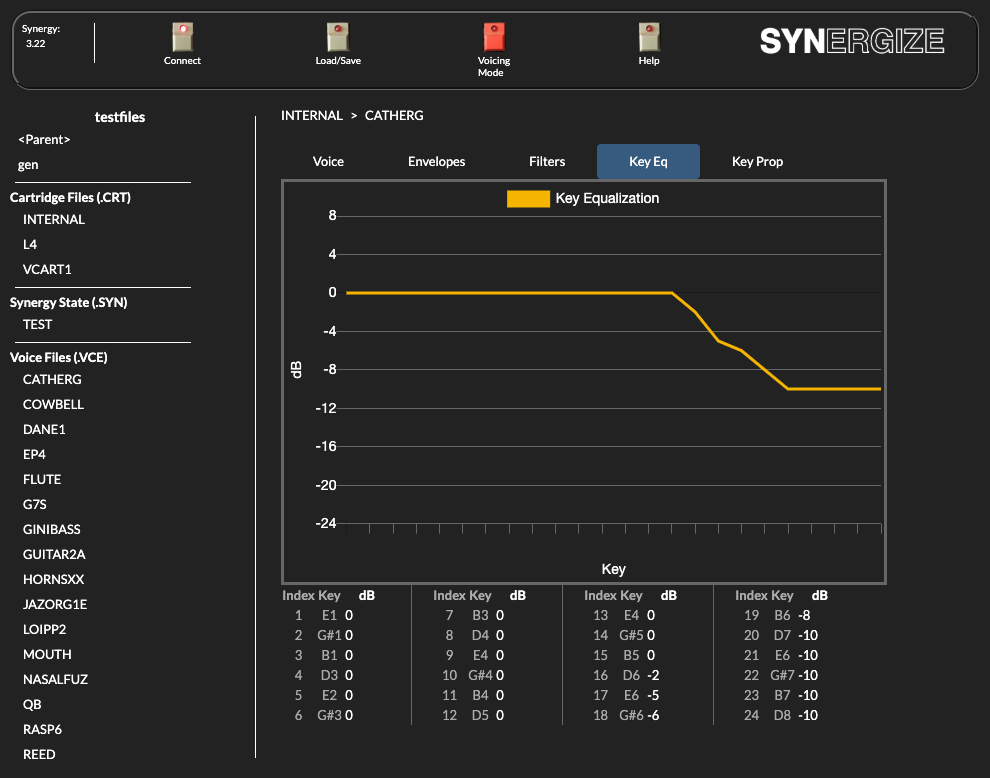 Synergy:
3.22
Connect
Load/Save
Voicing
Mode
Help
SYNERGIZE
testfiles
<Parent>
gen
Cartridge Files (.CRT)
INTERNAL
L4
VCART1
Synergy State (.SYN)
TEST
Voice Files (.VCE)
CATHERG
COWBELL
DANE1
EP4
FLUTE
G7S
GINIBASS
GUITAR2A
HORNSXX
JAZORG1E
LOIPP2
MOUTH
NASALFUZ
QB
RASP6
REED
INTERNAL > CATHERG
Voice Envelopes Filters Key Eq Key Prop
Key Equalization
8
4
0
-4
-8
-12
-16
-20
-24
dB
Key
Index Key dB Index Key dB Index Key dB Index Key dB
1 E1 0 7 B3 0 13 E4 0 19 B6 -8
2 G#1 0 8 D4 0 14 G#5 0 20 D7 -10
3 B1 0 9 E4 0 15 B5 0 21 E6 -10
4 D3 0 10 G#4 0 16 D6 -2 22 G#7 -10
5 E2 0 11 B4 0 17 E6 -5 23 B7 -10
6 G#3 0 12 D5 0 18 G#6 -6 24 D8 -10